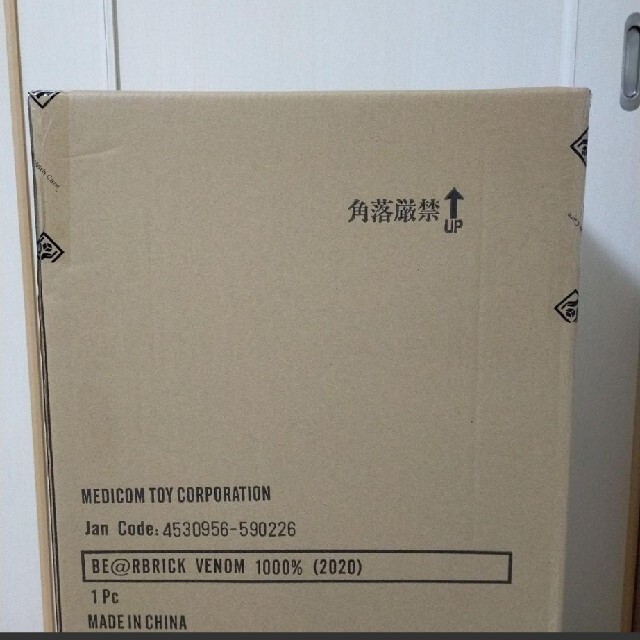 角落厳禁 UP
MEDICOM TOY CORPORATION
Jan Code: 4530956-590226
BE@RBRICK VENOM 1000% (2020)
1 Pc
MADE IN CHINA